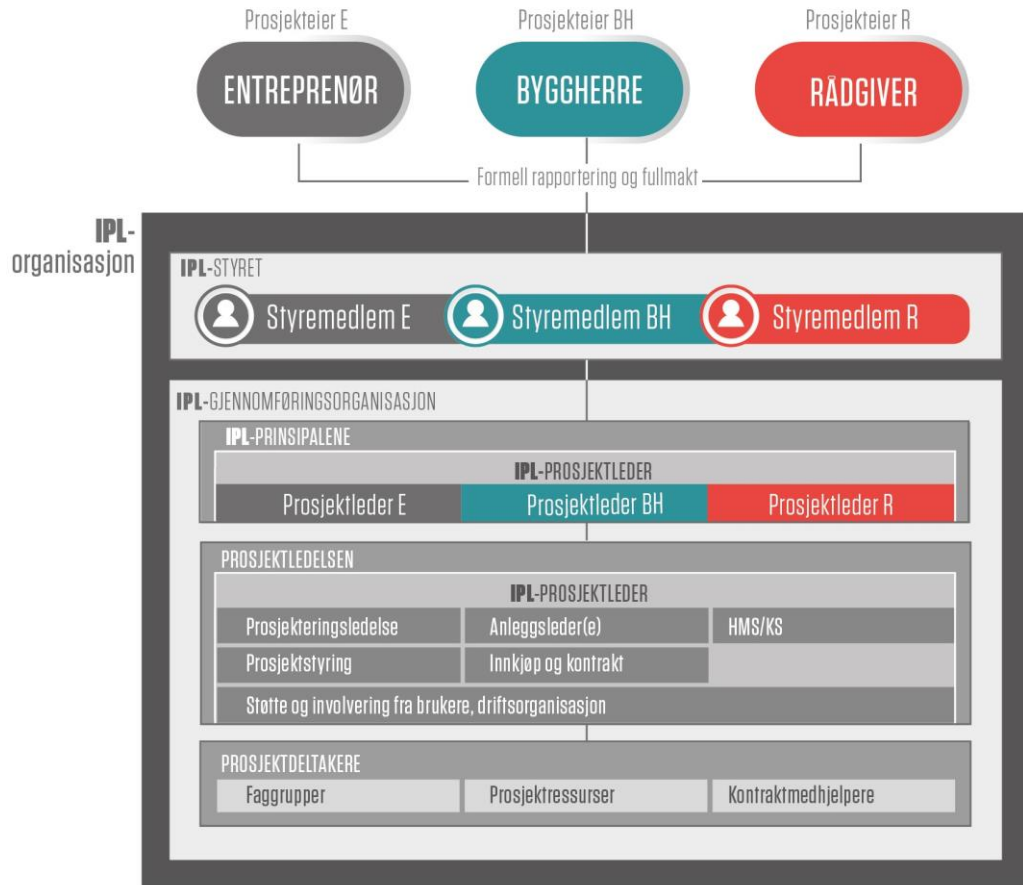 Prosjekteier E
Prosjekteier BH
Prosjekteier R
ENTREPRENØR
BYGGHERRE
RÅDGIVER
Formell rapportering og fullmakt
IPL-
organisasjon
IPL-STYRET
Styremedlem E
Styremedlem BH
Styremedlem R
IPL-GJENNOMFØRINGSORGANISASJON
IPL-PRINSIPALENE
IPL-PROSJEKTLEDER
Prosjektleder E
Prosjektleder BH
Prosjektleder R
PROSJEKTLEDELSEN
IPL-PROSJEKTLEDER
Prosjekteringsledelse
Anleggsleder(e)
HMS/KS
Prosjektstyring
Innkjøp og kontrakt
Støtte og involvering fra brukere, driftsorganisasjon
PROSJEKTDELTAKERE
Faggrupper
Prosjektressurser
Kontraktmedhjelpere